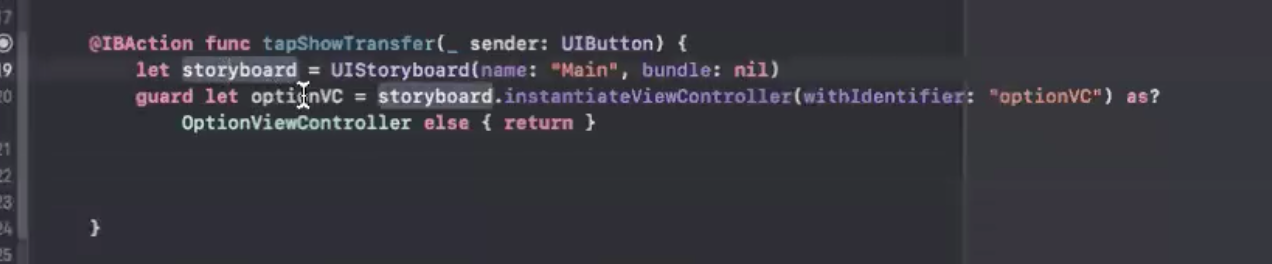 17
@IBAction func tapShowTransfer(_ sender: UIButton) {
19 let storyboard = UIStoryboard(name: "Main", bundle: nil)
20 guard let optionVC = storyboard.instantiateViewController(withIdentifier: "optionVC") as?
OptionViewController else { return }
21
22
23
24 }
25